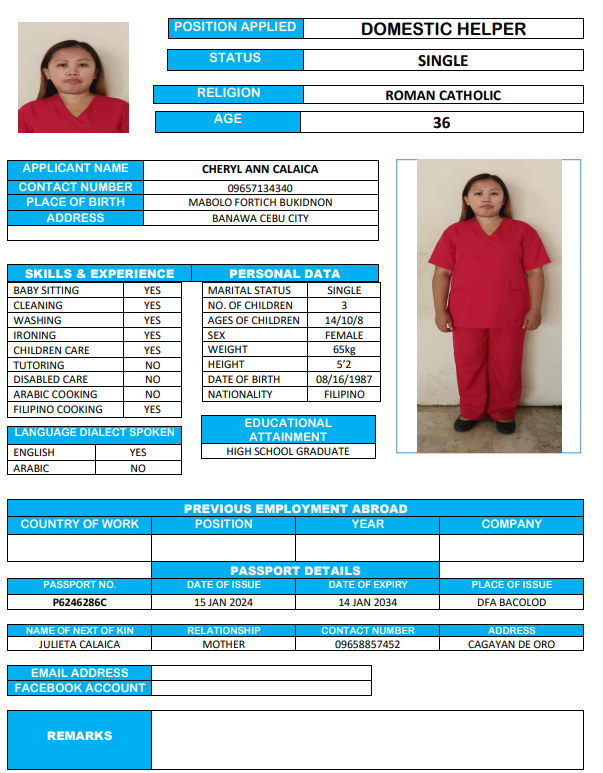 POSITION APPLIED DOMESTIC HELPER
STATUS SINGLE
RELIGION ROMAN CATHOLIC
AGE 36
APPLICANT NAME CHERYL ANN CALAICA
CONTACT NUMBER 09657134340
PLACE OF BIRTH MABOLO FORTICH BUKIDNON
ADDRESS BANAWA CEBU CITY
SKILLS & EXPERIENCE PERSONAL DATA
BABY SITTING YES MARITAL STATUS SINGLE
CLEANING YES NO. OF CHILDREN 3
WASHING YES AGES OF CHILDREN 14/10/8
IRONING YES SEX FEMALE
CHILDREN CARE YES WEIGHT 65kg
TUTORING NO HEIGHT 5'2
DISABLED CARE NO DATE OF BIRTH 08/16/1987
ARABIC COOKING NO NATIONALITY FILIPINO
FILIPINO COOKING YES
LANGUAGE DIALECT SPOKEN
ENGLISH YES
ARABIC NO
EDUCATIONAL
ATTAINMENT
HIGH SCHOOL GRADUATE
PREVIOUS EMPLOYMENT ABROAD
COUNTRY OF WORK POSITION YEAR COMPANY
PASSPORT DETAILS
PASSPORT NO. DATE OF ISSUE DATE OF EXPIRY PLACE OF ISSUE
P6246286C 15 JAN 2024 14 JAN 2034 DFA BACOLOD
NAME OF NEXT OF KIN RELATIONSHIP CONTACT NUMBER ADDRESS
JULIETA CALAICA MOTHER 09658857452 CAGAYAN DE ORO
EMAIL ADDRESS
FACEBOOK ACCOUNT
REMARKS